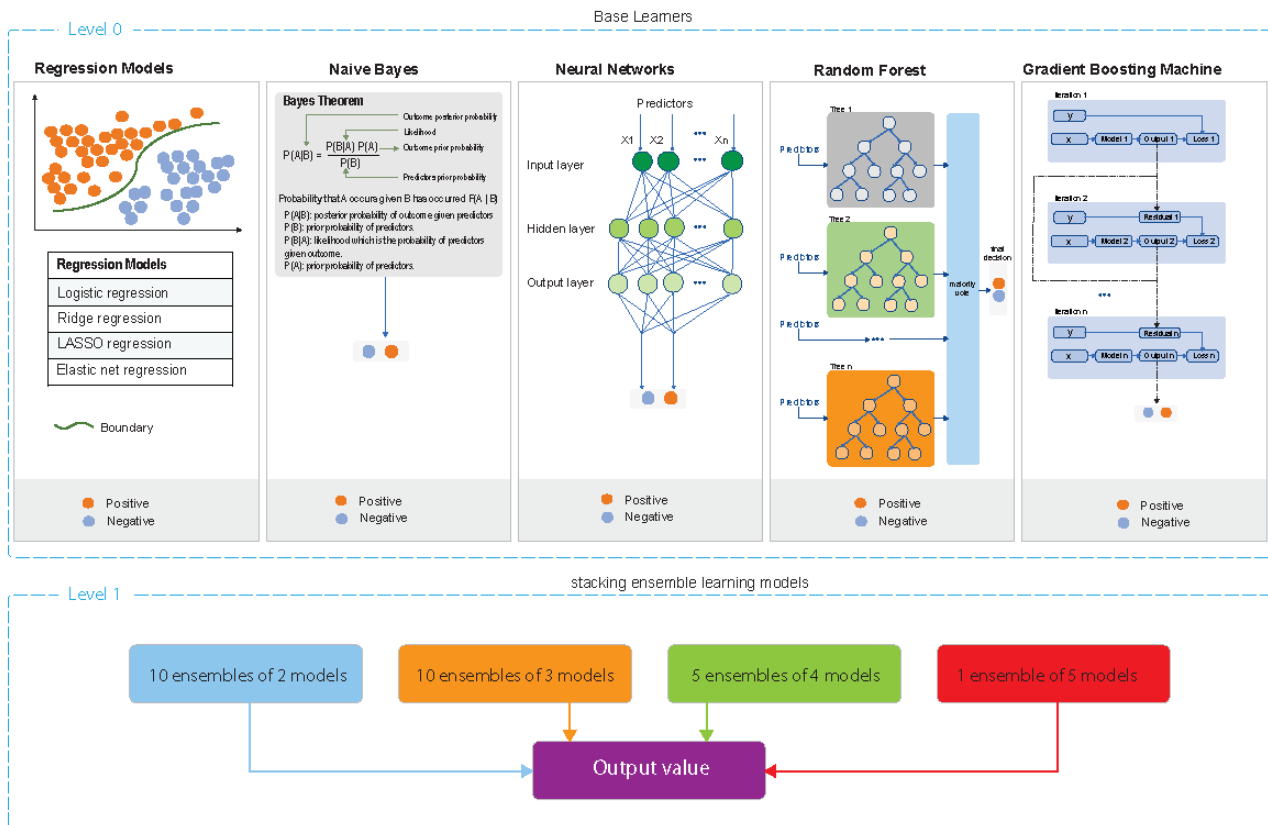 Base Learners
Level 0
Regression Models
Regression Models
Logistic regression
Ridge regression
LASSO regression
Elastic net regression
Boundary
Positive
Negative
Naive Bayes
Bayes Theorem
Outcome posterior probability
Likelihood
P(A|B) = P(B|A) P(A)
Outcome prior probability
P(B)
Predictors prior probability
Probability that A occura given B has occurred P(A | B)
P (A|B): posterior probability of outcome given predictors
P (B): prior probability of predictors.
P (B|A): likelihood which is the probability of predictors
given outcome.
P (A): prior probability of predictors.
Positive
Negative
Neural Networks
Predictors
X1 X2 ... Xn
Input layer ...
Hidden layer ...
Output layer ...
Positive
Negative
Random Forest
Tree 1
Predictors
Tree 2
Predictors
Predictors ...
Tree n
Predictors
majority
vote
final
decision
Positive
Negative
Gradient Boosting Machine
Iteration 1
y
x Model 1 Output 1 Loss 1
Iteration 2
y Residual 1
x Model 2 Output 2 Loss 2
...
Iteration n
y Residual n
x Model n Output n Loss n
Positive
Negative
stacking ensemble learning models
Level 1
10 ensembles of 2 models
10 ensembles of 3 models
5 ensembles of 4 models
1 ensemble of 5 models
Output value